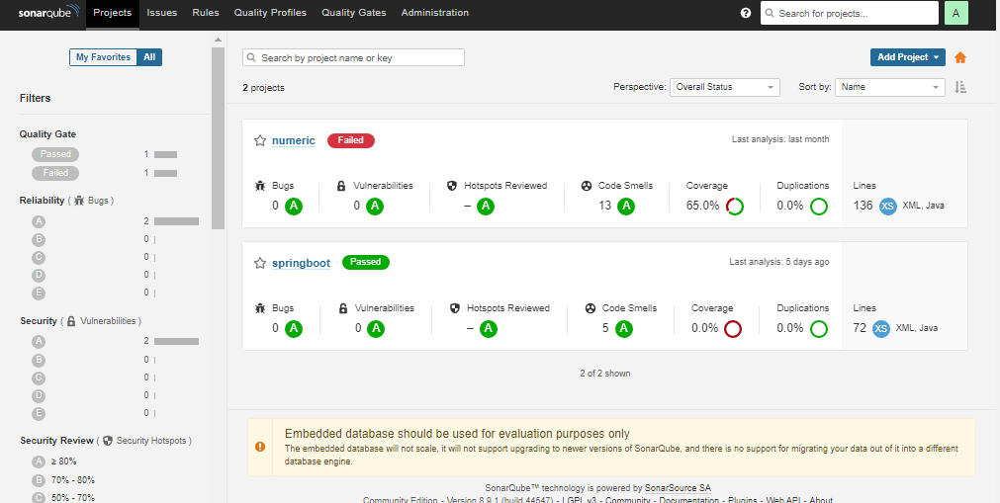 sonarqube Projects Issues Rules Quality Profiles Quality Gates Administration ? Search for projects... A
My Favorites All
Search by project name or key
Add Project
2 projects
Perspective: Overall Status
Sort by: Name
Filters
Quality Gate
Passed 1
Failed 1
Reliability ( Bugs )
A 2
B 0
C 0
D 0
E 0
Security ( Vulnerabilities )
A 2
B 0
C 0
D 0
E 0
Security Review ( Security Hotspots )
A ≥ 80%
B 70% - 80%
C 50% - 70%
numeric Failed Last analysis: last month
Bugs Vulnerabilities Hotspots Reviewed Code Smells Coverage Duplications Lines
0 A 0 A – A 13 A 65.0% 0.0% 136 XS XML, Java
springboot Passed Last analysis: 5 days ago
Bugs Vulnerabilities Hotspots Reviewed Code Smells Coverage Duplications Lines
0 A 0 A – A 5 A 0.0% 0.0% 72 XS XML, Java
2 of 2 shown
Embedded database should be used for evaluation purposes only
The embedded database will not scale, it will not support upgrading to newer versions of SonarQube, and there is no support for migrating your data out of it into a different
database engine.
SonarQube™ technology is powered by SonarSource SA
Community Edition - Version 8.9.1 (build 44547) - LGPL v3 - Community - Documentation - Plugins - Web API - About